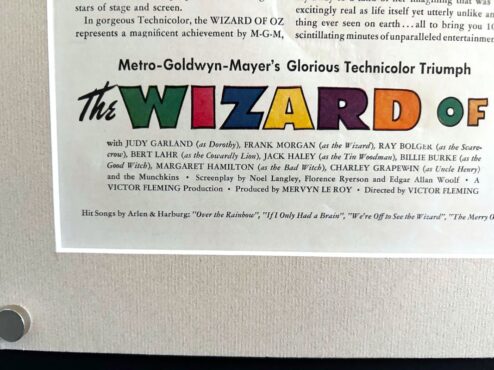 stars of stage and screen.
In gorgeous Technicolor, the WIZARD OF OZ
represents a magnificent achievement by M-G-M,
excitingly real as life itself yet utterly unlike an
thing ever seen on earth... all to bring you 10
scintillating minutes of unparalleled entertainmen
Metro-Goldwyn-Mayer's Glorious Technicolor Triumph
The WIZARD OF
with JUDY GARLAND (as Dorothy), FRANK MORGAN (as the Wizard), RAY BOLGER (as the Scare-
crow), BERT LAHR (as the Cowardly Lion), JACK HALEY (as the Tin Woodman), BILLIE BURKE (as the
Good Witch), MARGARET HAMILTON (as the Bad Witch), CHARLEY GRAPEWIN (as Uncle Henry)
and the Munchkins • Screenplay by Noel Langley, Florence Ryerson and Edgar Allan Woolf • A
VICTOR FLEMING Production • Produced by MERVYN LE ROY • Directed by VICTOR FLEMING
Hit Songs by Arlen & Harburg: "Over the Rainbow", "If I Only Had a Brain", "We're Off to See the Wizard", "The Merry O